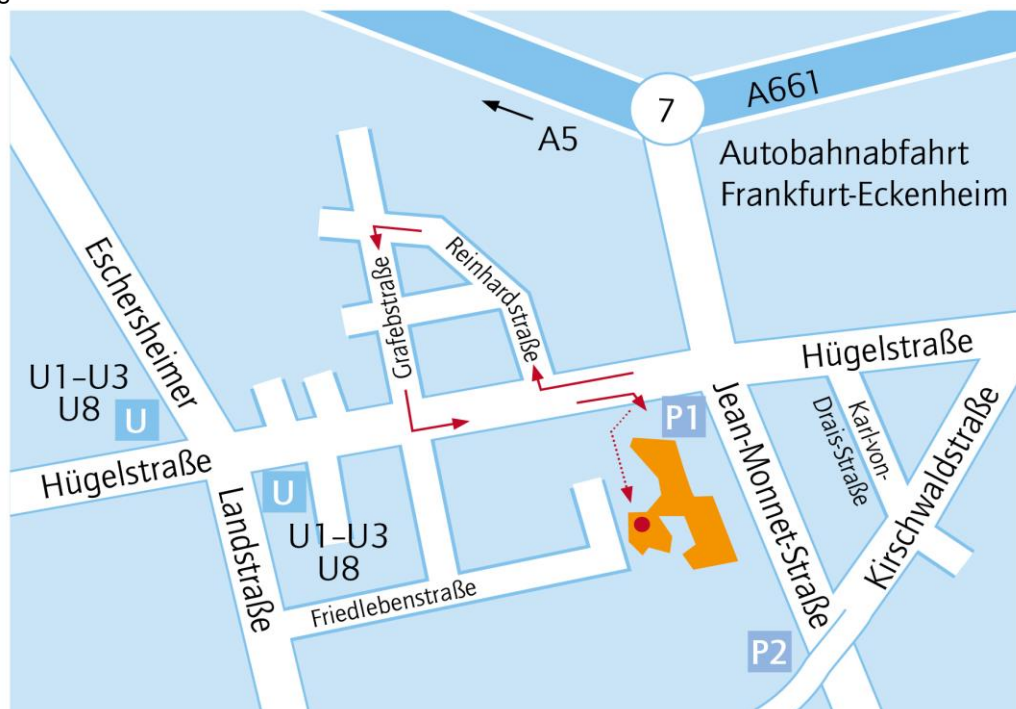 7
A661
A5
Autobahnabfahrt
Frankfurt-Eckenheim
Eschersheimer
Reinhardstraße
Grafebstraße
Hügelstraße
U1-U3
U8
U
P1
Jean-Monnet-Straße
Karl-von-
Drais-Straße
Kirschwaldstraße
Hügelstraße
Landstraße
U
U1-U3
U8
Friedlebenstraße
P2